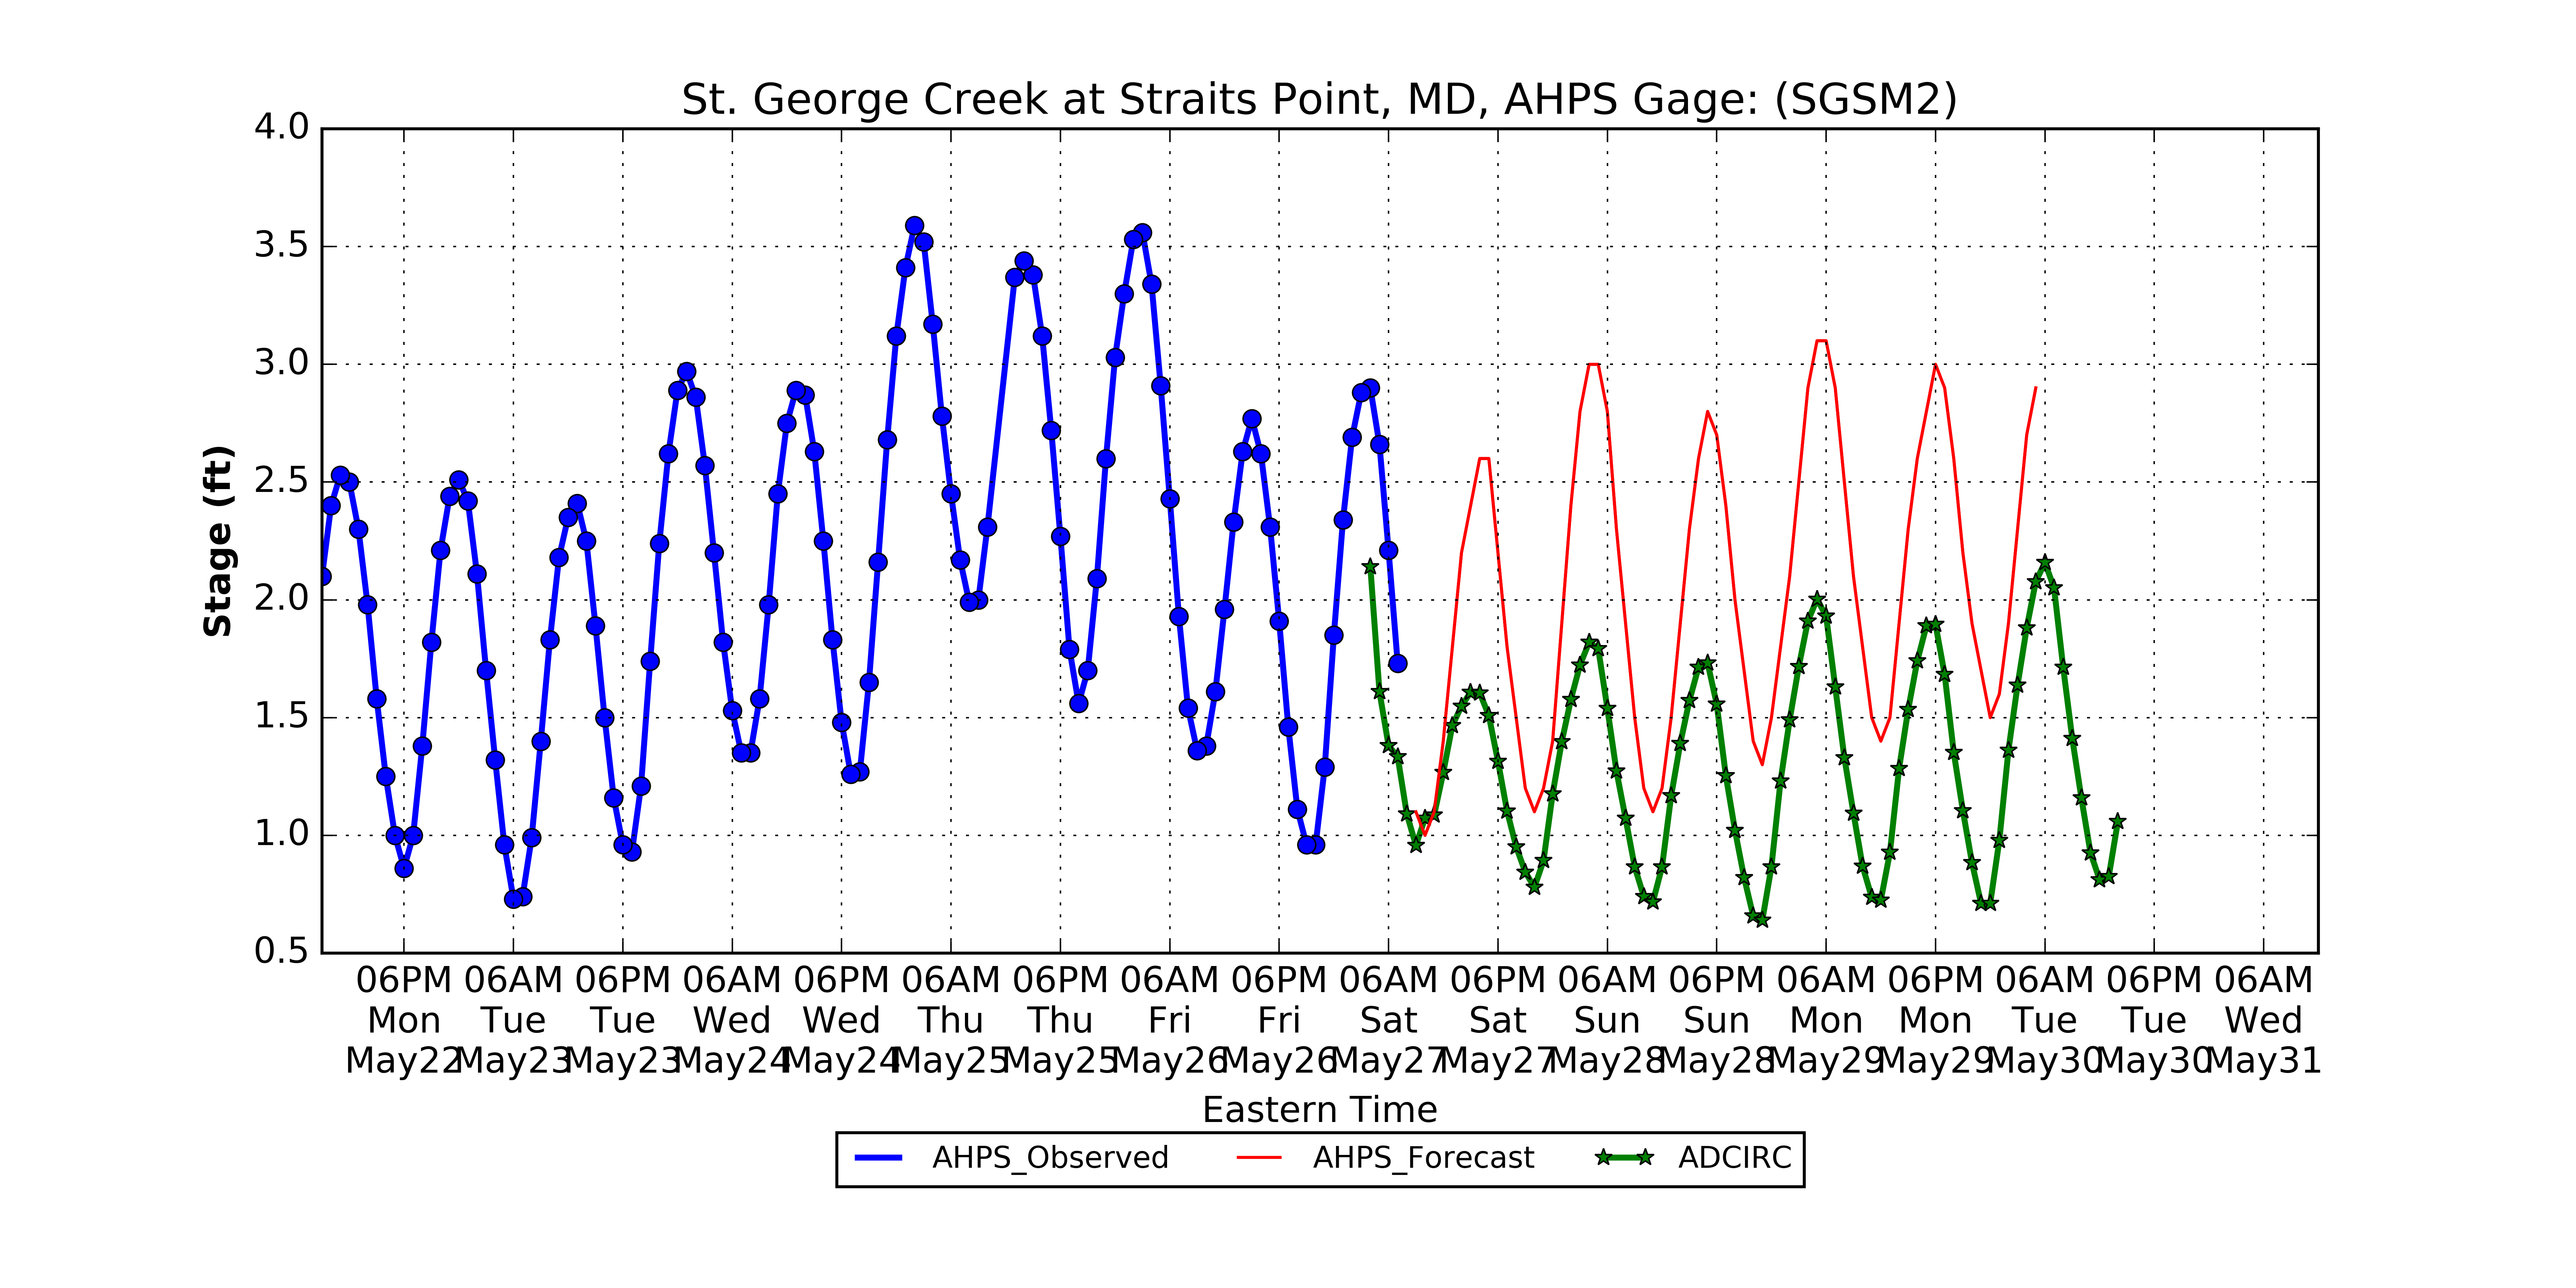 St. George Creek at Straits Point, MD, AHPS Gage: (SGSM2)
4.0
3.5
3.0
2.5
2.0
1.5
1.0
0.5
Stage (ft)
06PM 06AM 06PM 06AM 06PM 06AM 06PM 06AM 06PM 06AM 06PM 06AM 06PM 06AM 06PM 06AM 06PM 06AM
Mon Tue Tue Wed Wed Thu Thu Fri Fri Sat Sat Sun Sun Mon Mon Tue Tue Wed
May22 May23 May23 May24 May24 May25 May25 May26 May26 May27 May27 May28 May28 May29 May29 May30 May30 May31
Eastern Time
AHPS_Observed AHPS_Forecast ADCIRC